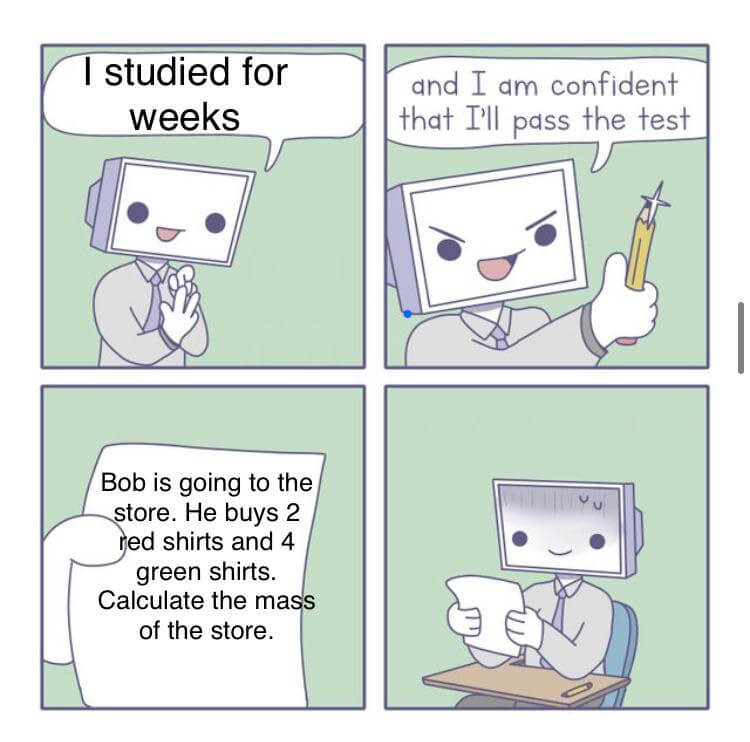 I studied for
weeks
and I am confident
that I'll pass the test
Bob is going to the
store. He buys 2
red shirts and 4
green shirts.
Calculate the mass
of the store.